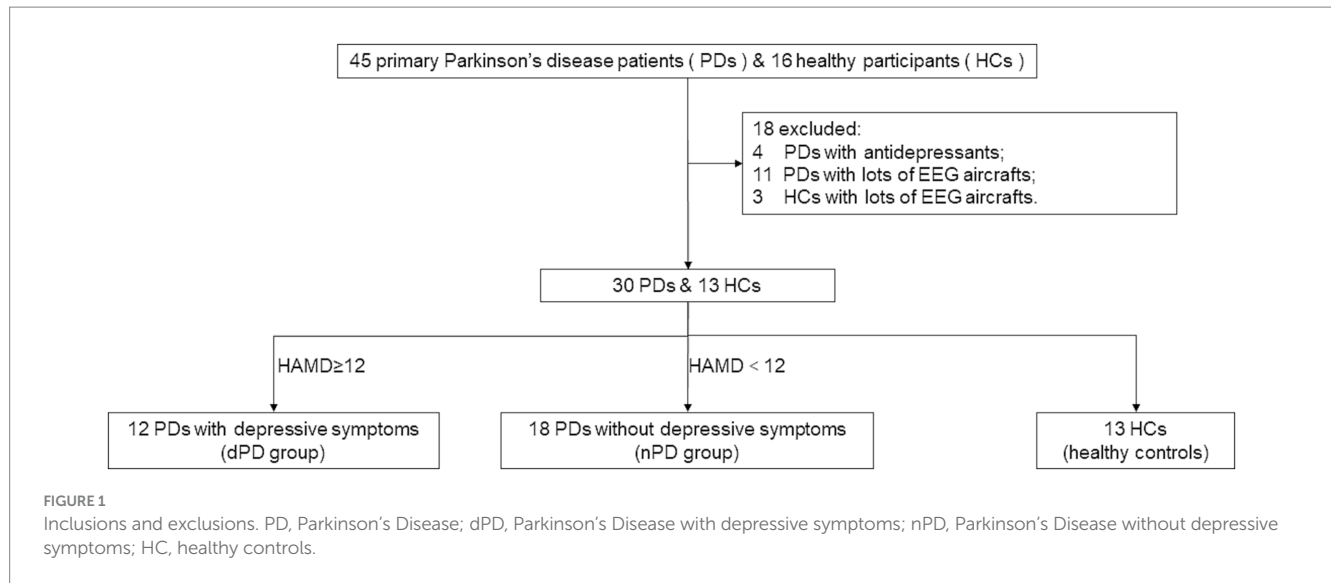 45 primary Parkinson's disease patients ( PDs ) & 16 healthy participants ( HCs )
18 excluded:
4 PDs with antidepressants;
11 PDs with lots of EEG aircrafts;
3 HCs with lots of EEG aircrafts.
30 PDs & 13 HCs
HAMD≥12
HAMD < 12
12 PDs with depressive symptoms
(dPD group)
18 PDs without depressive symptoms
(nPD group)
13 HCs
(healthy controls)
FIGURE 1
Inclusions and exclusions. PD, Parkinson's Disease; dPD, Parkinson's Disease with depressive symptoms; nPD, Parkinson's Disease without depressive
symptoms; HC, healthy controls.